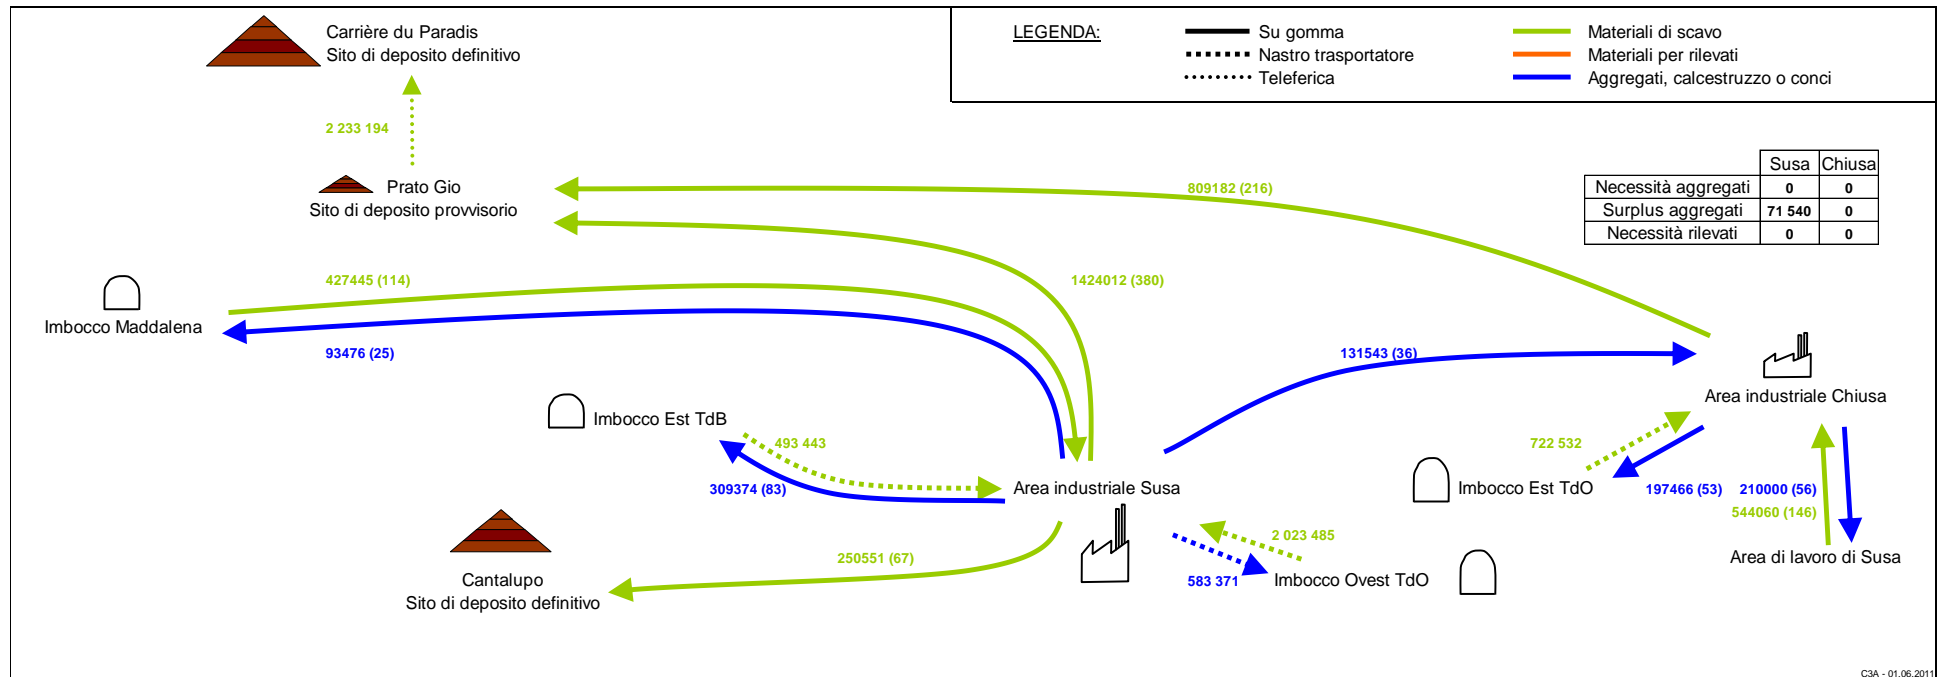 Carrière du Paradis
Sito di deposito definitivo
LEGENDA:
Su gomma
Nastro trasportatore
Teleferica
Materiali di scavo
Materiali per rilevati
Aggregati, calcestruzzo o conci
2 233 194
Prato Gio
Sito di deposito provvisorio
809182 (216)
Susa Chiusa
Necessità aggregati 0 0
Surplus aggregati 71 540 0
Necessità rilevati 0 0
427445 (114)
1424012 (380)
Imbocco Maddalena
93476 (25)
131543 (36)
Area industriale Chiusa
Imbocco Est TdB
493 443
722 532
309374 (83)
Area industriale Susa
Imbocco Est TdO
197466 (53)
210000 (56)
544060 (146)
2 023 485
250551 (67)
Area di lavoro di Susa
Cantalupo
Sito di deposito definitivo
583 371
Imbocco Ovest TdO
C3A - 01.06.2011